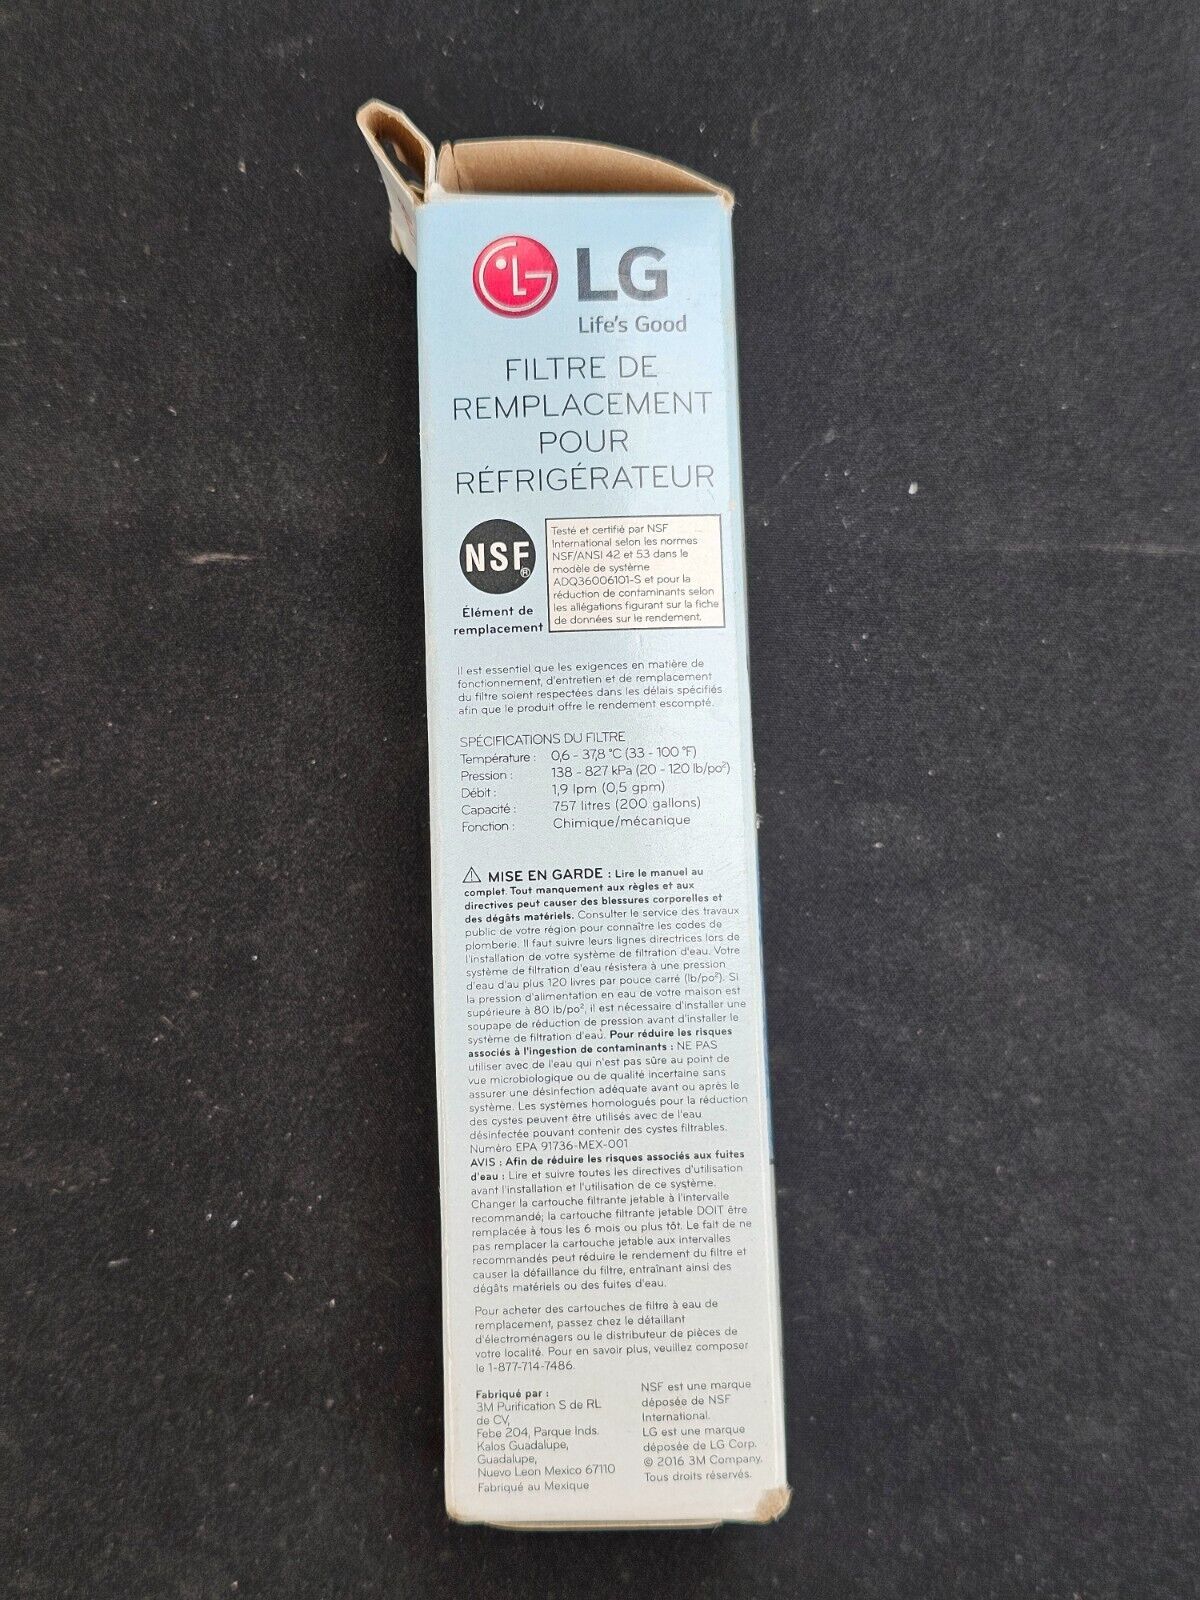 LG
Life's Good
FILTRE DE
REMPLACEMENT
POUR
RÉFRIGÉRATEUR
NSF®
Élément de
remplacement
Testé et certifié par NSF
International selon les normes
NSF/ANSI 42 et 53 dans le
modèle de système
ADQ36006101-S et pour la
réduction de contaminants selon
les allégations figurant sur la fiche
de données sur le rendement.
Il est essentiel que les exigences en matière de
fonctionnement, d'entretien et de remplacement
du filtre soient respectées dans les délais spécifiés
afin que le produit offre le rendement escompté.
SPÉCIFICATIONS DU FILTRE
Température : 0,6 - 37,8 °C (33 - 100 °F)
Pression : 138 - 827 kPa (20 - 120 lb/po²)
Débit : 1,9 lpm (0,5 gpm)
Capacité : 757 litres (200 gallons)
Fonction : Chimique/mécanique
⚠ MISE EN GARDE : Lire le manuel au
complet. Tout manquement aux règles et aux
directives peut causer des blessures corporelles et
des dégâts matériels. Consulter le service des travaux
public de votre région pour connaître les codes de
plomberie. Il faut suivre leurs lignes directrices lors de
l'installation de votre système de filtration d'eau. Votre
système de filtration d'eau résistera à une pression
d'eau d'au plus 120 livres par pouce carré (lb/po²). Si
la pression d'alimentation en eau de votre maison est
supérieure à 80 lb/po², il est nécessaire d'installer une
soupape de réduction de pression avant d'installer le
système de filtration d'eau. Pour réduire les risques
associés à l'ingestion de contaminants : NE PAS
utiliser avec de l'eau qui n'est pas sûre au point de
vue microbiologique ou de qualité incertaine sans
assurer une désinfection adéquate avant ou après le
système. Les systèmes homologués pour la réduction
des cystes peuvent être utilisés avec de l'eau
désinfectée pouvant contenir des cystes filtrables.
Numéro EPA 91736-MEX-001
AVIS : Afin de réduire les risques associés aux fuites
d'eau : Lire et suivre toutes les directives d'utilisation
avant l'installation et l'utilisation de ce système.
Changer la cartouche filtrante jetable à l'intervalle
recommandé; la cartouche filtrante jetable DOIT être
remplacée à tous les 6 mois ou plus tôt. Le fait de ne
pas remplacer la cartouche jetable aux intervalles
recommandés peut réduire le rendement du filtre et
causer la défaillance du filtre, entraînant ainsi des
dégâts matériels ou des fuites d'eau.
Pour acheter des cartouches de filtre à eau de
remplacement, passez chez le détaillant
d'électroménagers ou le distributeur de pièces de
votre localité. Pour en savoir plus, veuillez composer
le 1-877-714-7486.
Fabriqué par :
3M Purification S de RL
de CV,
Febe 204, Parque Inds.
Kalos Guadalupe,
Guadalupe,
Nuevo Leon Mexico 67110
Fabriqué au Mexique
NSF est une marque
déposée de NSF
International.
LG est une marque
déposée de LG Corp.
© 2016 3M Company.
Tous droits réservés.